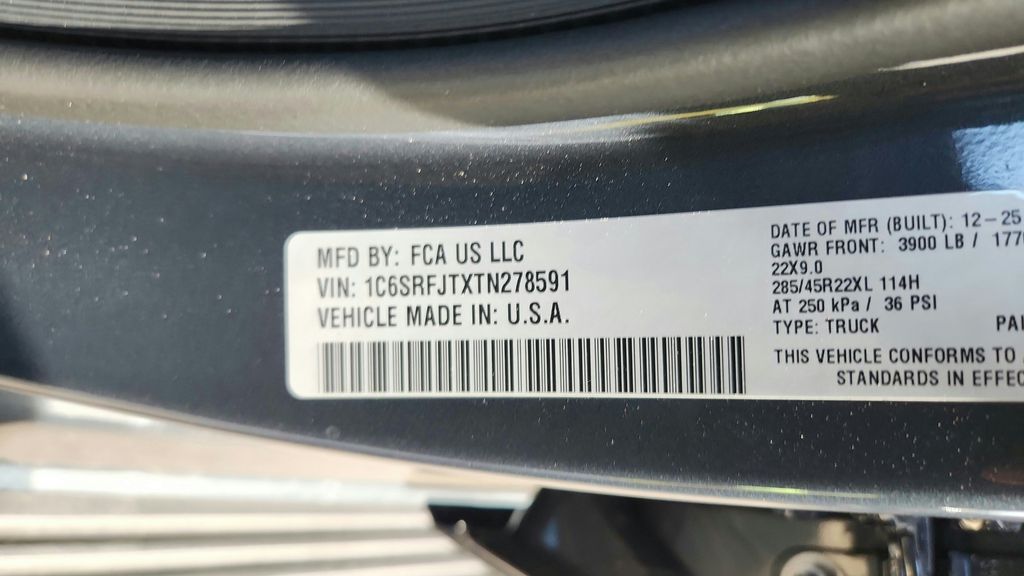 MFD BY: FCA US LLC
VIN: 1C6SRFJTXTN278591
VEHICLE MADE IN: U.S.A.
DATE OF MFR (BUILT): 12-25
GAWR FRONT: 3900 LB / 177
22X9.0
285/45R22XL 114H
AT 250 kPa / 36 PSI
TYPE: TRUCK PAI
THIS VEHICLE CONFORMS TO
STANDARDS IN EFFEC